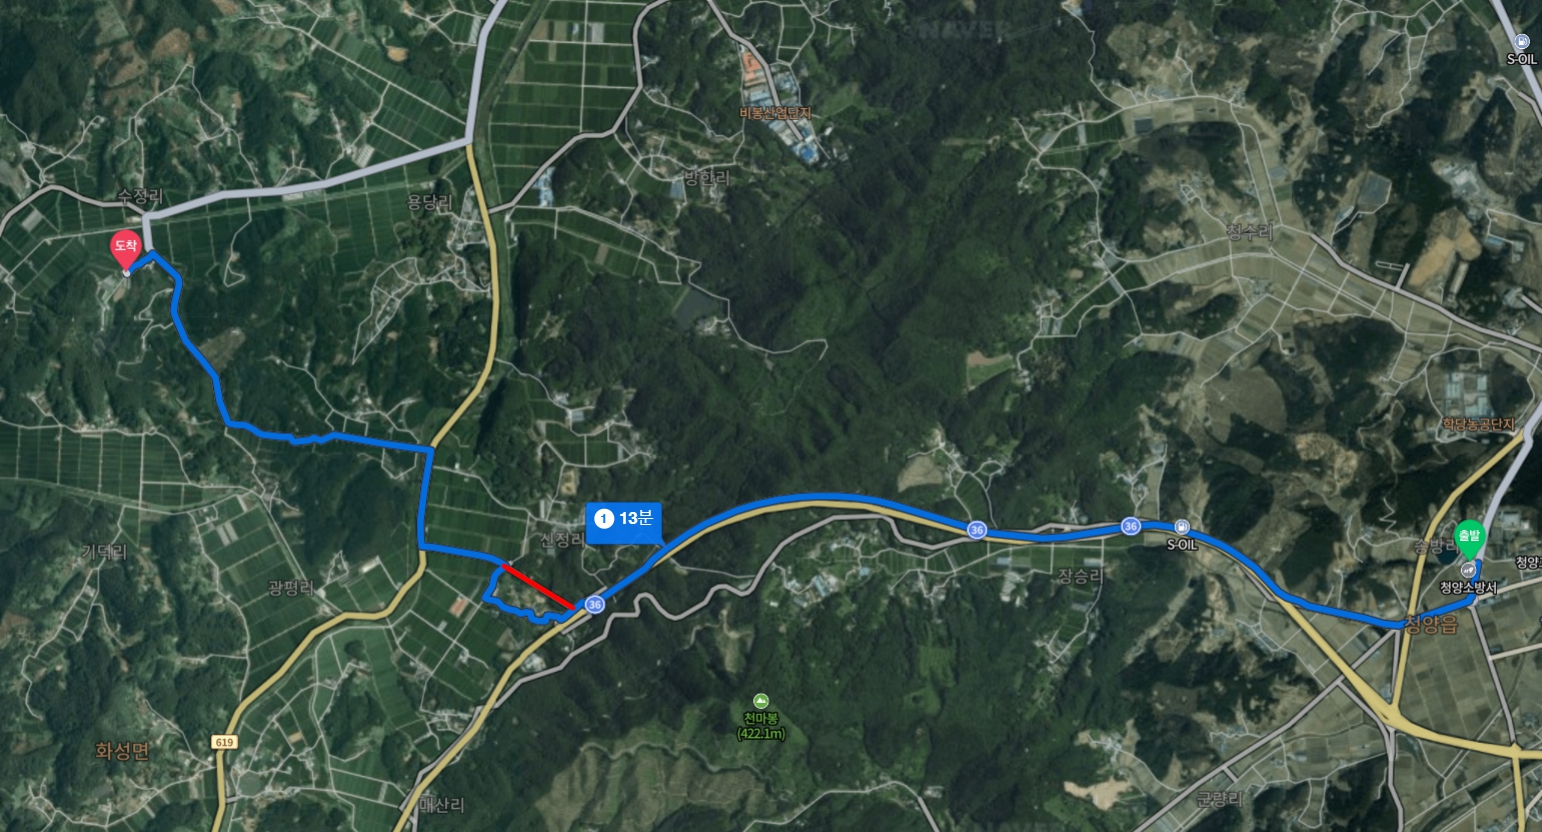 NAVER
S-OIL
비봉산업단지
방한리
수정리
용당리
청수리
도착
학당농공단지
1 13분
신정리
36
36
36
S-OIL
장승리
송방리
출발
청양소방서
청양읍
기덕리
광평리
천마봉
(422.1m)
619
화성면
매산리
군량리